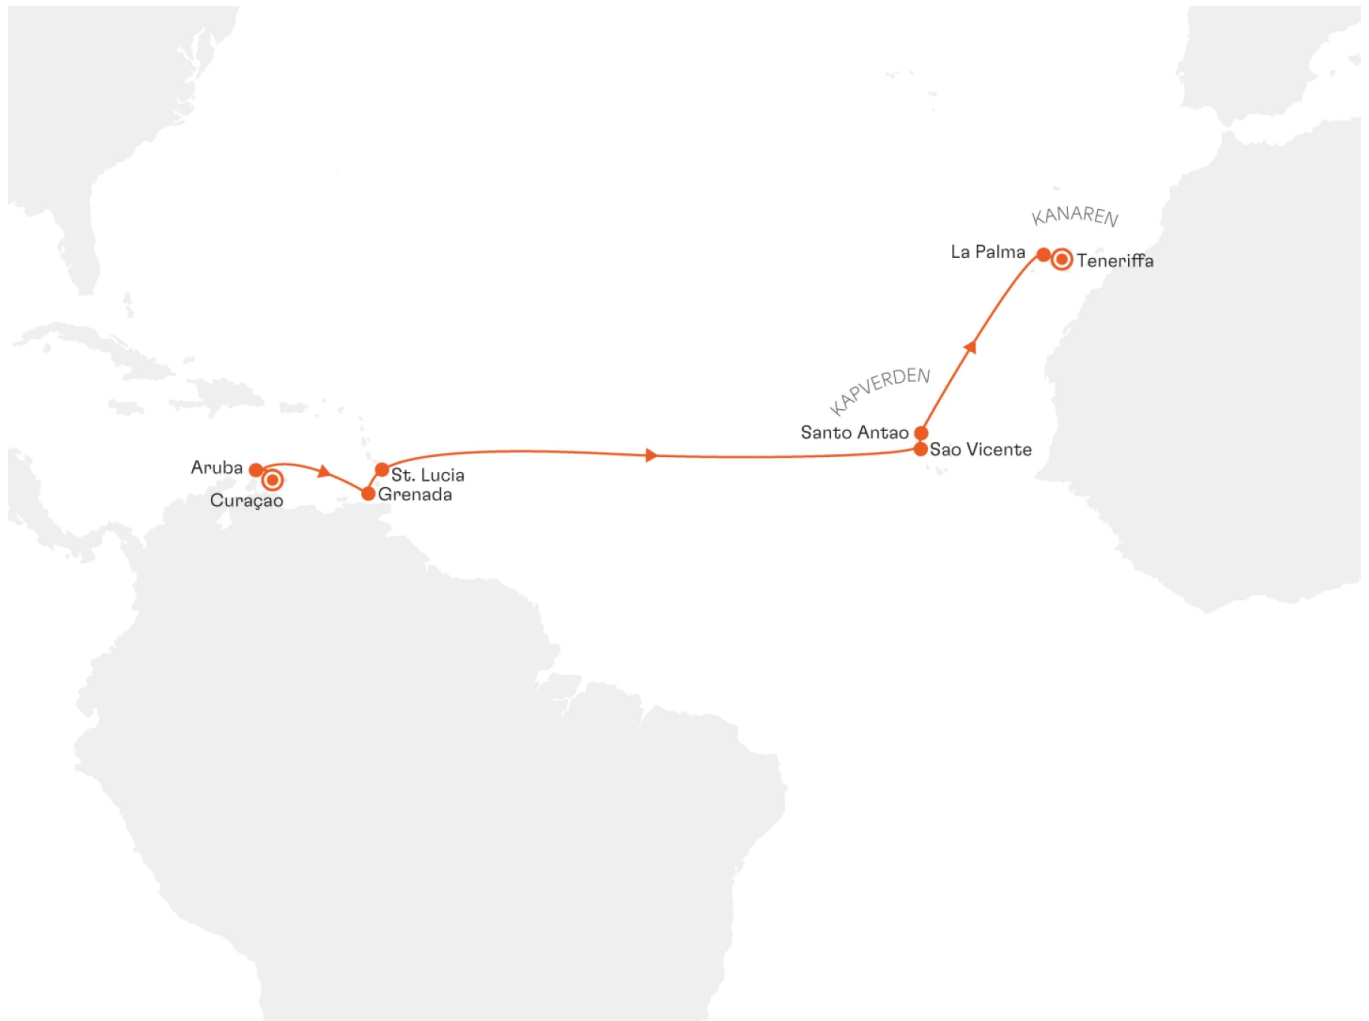 KANAREN
La Palma
Teneriffa
KAPVERDEN
Santo Antao
Sao Vicente
Aruba
St. Lucia
Grenada
Curaçao